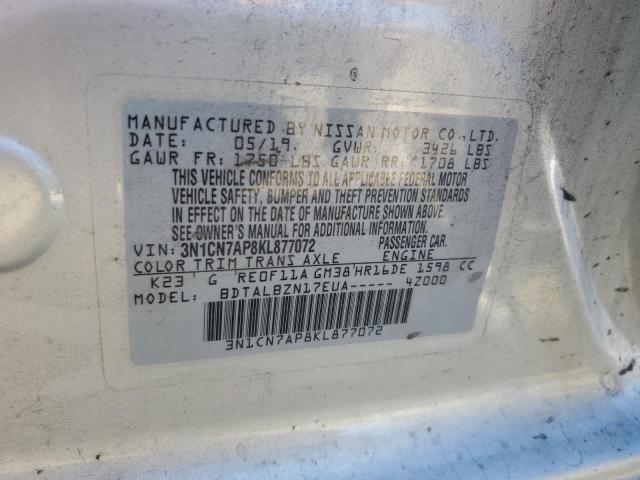 MANUFACTURED BY NISSAN MOTOR CO., LTD.
DATE: 05/19. GVWR: 3426 LBS
GAWR FR: 1750 LBS GAWR RR: 1708 LBS
THIS VEHICLE CONFORMS TO ALL APPLICABLE FEDERAL MOTOR
VEHICLE SAFETY, BUMPER AND THEFT PREVENTION STANDARDS
IN EFFECT ON THE DATE OF MANUFACTURE SHOWN ABOVE.
SEE OWNER'S MANUAL FOR ADDITIONAL INFORMATION.
VIN: 3N1CN7AP8KL877072 PASSENGER CAR.
COLOR TRIM TRANS AXLE ENGINE
K23 G RE0F11A GM38 HR16DE 1598 CC
MODEL: BDTALBZN17EUA----- 4Z000
3N1CN7AP8KL877072